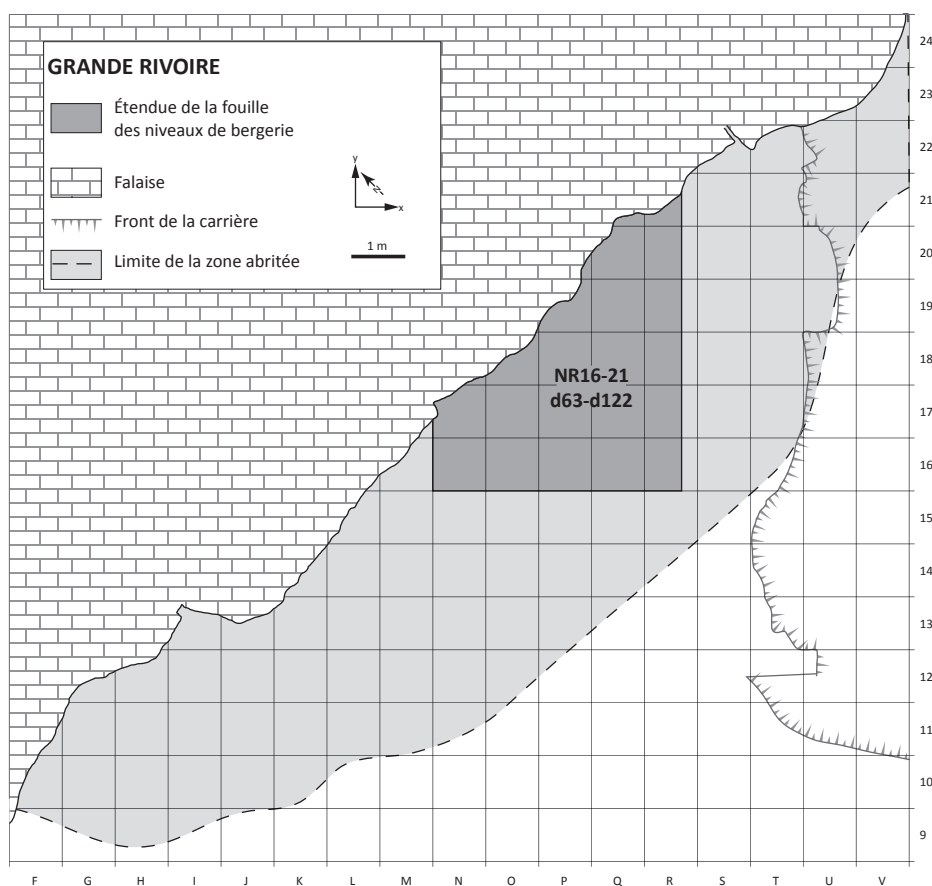 GRANDE RIVOIRE
Étendue de la fouille
des niveaux de bergerie
Falaise
Front de la carrière
Limite de la zone abritée
y
N
x
1 m
NR16-21
d63-d122
24
23
22
21
20
19
18
17
16
15
14
13
12
11
10
9
F G H I J K L M N O P Q R S T U V